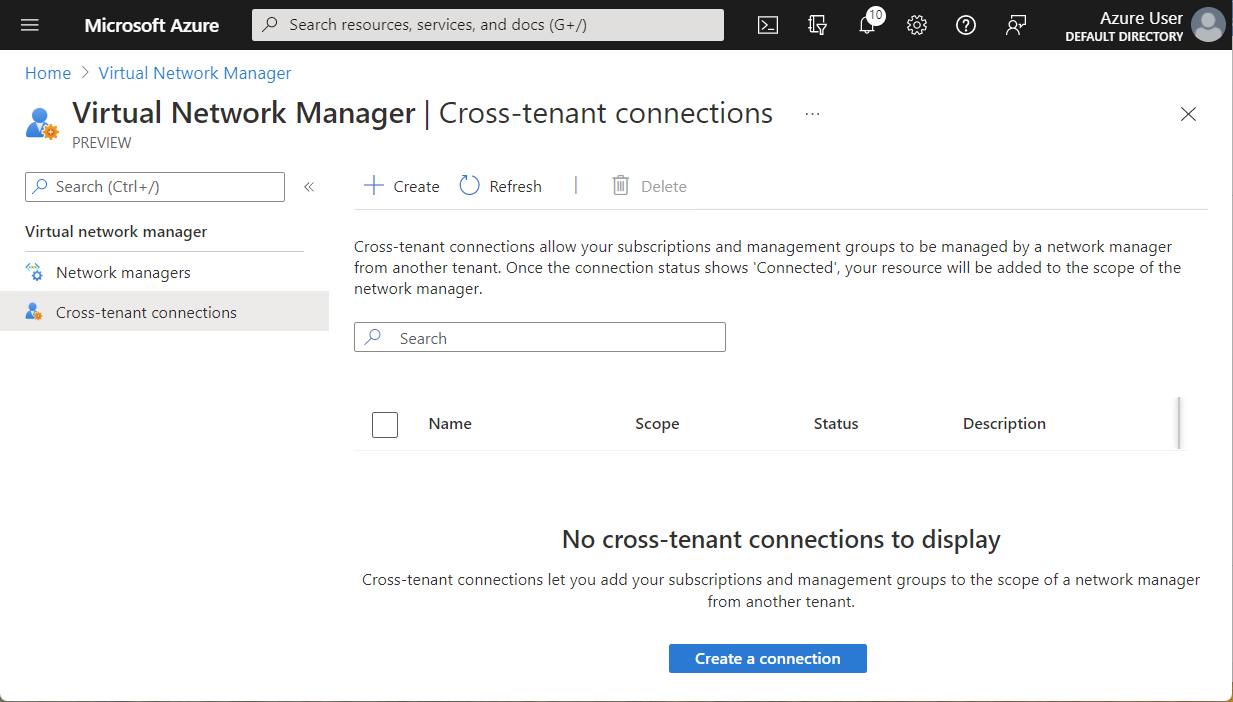 Microsoft Azure
Search resources, services, and docs (G+/)
10
Azure User
DEFAULT DIRECTORY
Home > Virtual Network Manager
Virtual Network Manager | Cross-tenant connections ...
PREVIEW
Search (Ctrl+/)
«
Virtual network manager
Network managers
Cross-tenant connections
Create
Refresh
Delete
Cross-tenant connections allow your subscriptions and management groups to be managed by a network manager
from another tenant. Once the connection status shows 'Connected', your resource will be added to the scope of the
network manager.
Search
Name Scope Status Description
No cross-tenant connections to display
Cross-tenant connections let you add your subscriptions and management groups to the scope of a network manager
from another tenant.
Create a connection